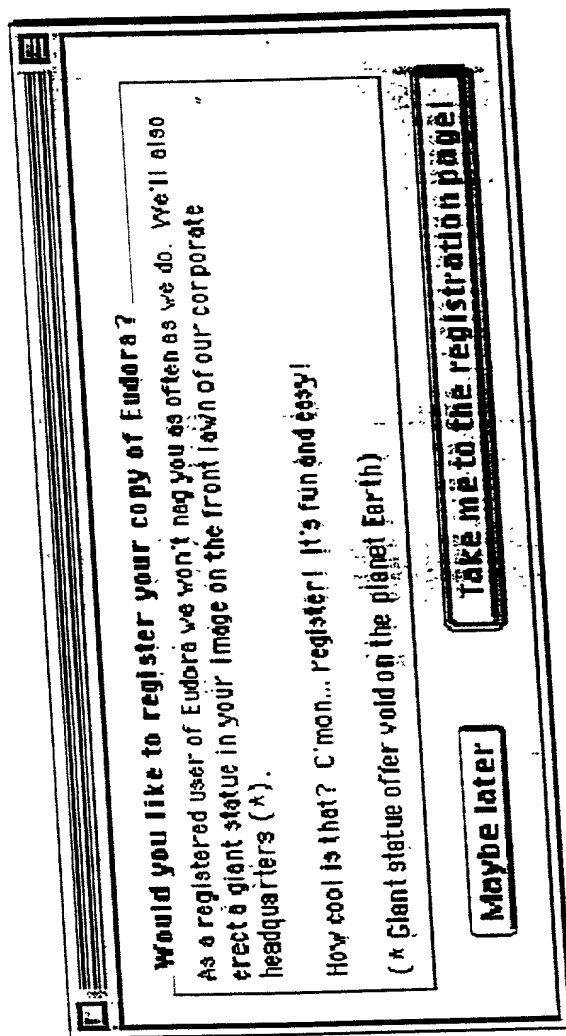 Would you like to register your copy of Eudora?
As a registered user of Eudora we won't nag you as often as we do. We'll also
erect a giant statue in your image on the front lawn of our corporate
headquarters (*).
How cool is that? C'mon... register! It's fun and easy!
(* Giant statue offer void on the planet Earth)
Maybe later
Take me to the registration page!